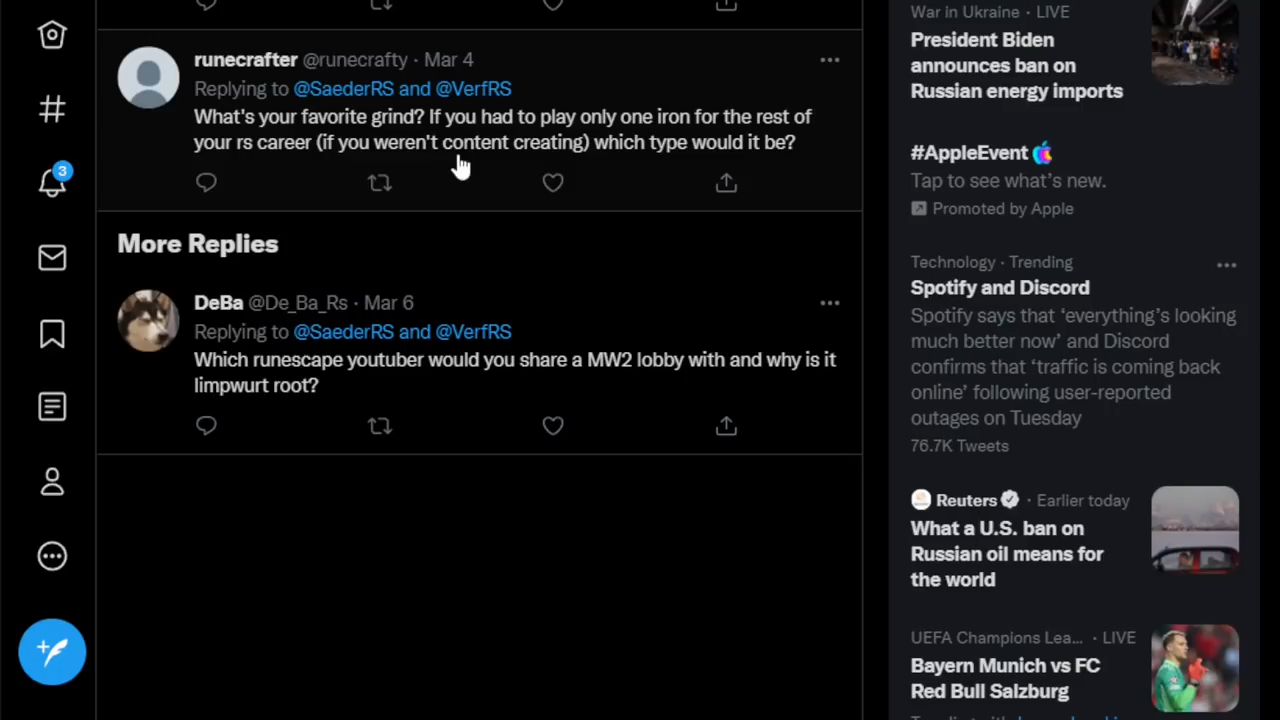 runecrafter @runecrafty · Mar 4
Replying to @SaederRS and @VerfRS
What's your favorite grind? If you had to play only one iron for the rest of
your rs career (if you weren't content creating) which type would it be?
More Replies
DeBa @De_Ba_Rs · Mar 6
Replying to @SaederRS and @VerfRS
Which runescape youtuber would you share a MW2 lobby with and why is it
limpwurt root?
3
War in Ukraine · LIVE
President Biden
announces ban on
Russian energy imports
#AppleEvent
Tap to see what's new.
Promoted by Apple
Technology · Trending
Spotify and Discord
Spotify says that ‘everything’s looking
much better now’ and Discord
confirms that ‘traffic is coming back
online’ following user-reported
outages on Tuesday
76.7K Tweets
Reuters · Earlier today
What a U.S. ban on
Russian oil means for
the world
UEFA Champions Lea... · LIVE
Bayern Munich vs FC
Red Bull Salzburg